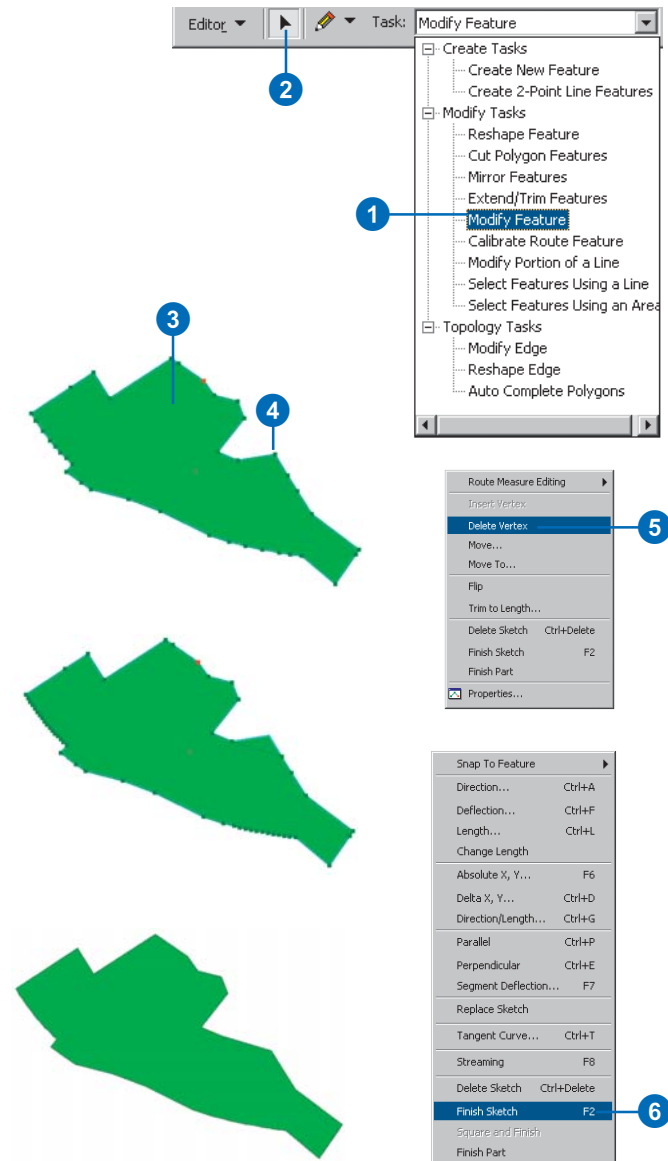 Editor Task: Modify Feature
2
Create Tasks
Create New Feature
Create 2-Point Line Features
Modify Tasks
Reshape Feature
Cut Polygon Features
Mirror Features
Extend/Trim Features
1
Modify Feature
Calibrate Route Feature
Modify Portion of a Line
Select Features Using a Line
Select Features Using an Area
Topology Tasks
Modify Edge
Reshape Edge
Auto Complete Polygons
3
4
Route Measure Editing
Insert Vertex
Delete Vertex
5
Move...
Move To...
Flip
Trim to Length...
Delete Sketch Ctrl+Delete
Finish Sketch F2
Finish Part
Properties...
Snap To Feature
Direction... Ctrl+A
Deflection... Ctrl+F
Length... Ctrl+L
Change Length
Absolute X, Y... F6
Delta X, Y... Ctrl+D
Direction/Length... Ctrl+G
Parallel Ctrl+P
Perpendicular Ctrl+E
Segment Deflection... F7
Replace Sketch
Tangent Curve... Ctrl+T
Streaming F8
Delete Sketch Ctrl+Delete
Finish Sketch F2
6
Square and Finish
Finish Part